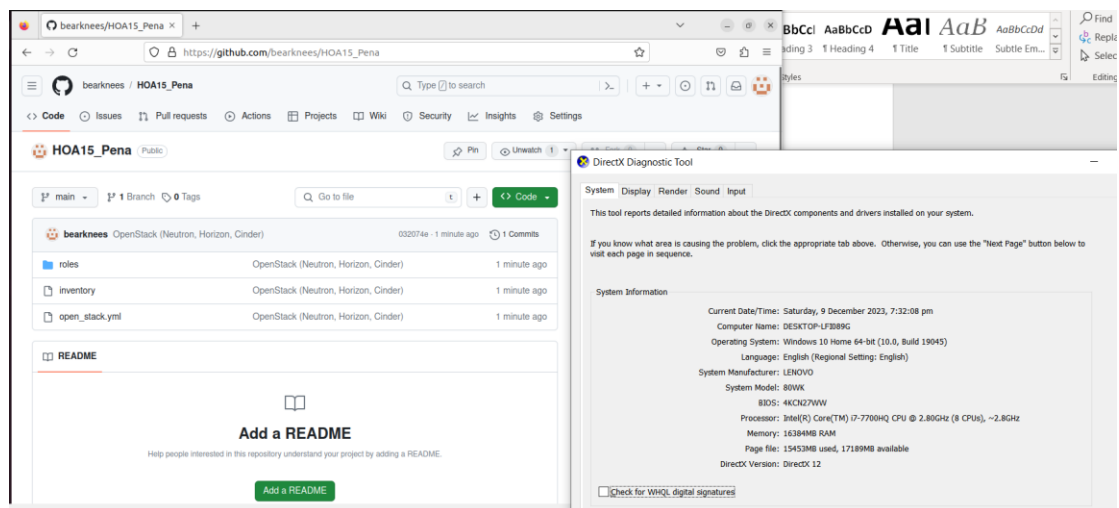 bearknees/HOA15_Pena × +
https://github.com/bearknees/HOA15_Pena
bearknees / HOA15_Pena
Type / to search
<> Code Issues Pull requests Actions Projects Wiki Security Insights Settings
HOA15_Pena Public
Pin Unwatch 1
main 1 Branch 0 Tags
Go to file t + <> Code
bearknees OpenStack (Neutron, Horizon, Cinder) 032074e · 1 minute ago 1 Commits
roles OpenStack (Neutron, Horizon, Cinder) 1 minute ago
inventory OpenStack (Neutron, Horizon, Cinder) 1 minute ago
open_stack.yml OpenStack (Neutron, Horizon, Cinder) 1 minute ago
README
Add a README
Help people interested in this repository understand your project by adding a README.
Add a README
BbCcI AaBbCcD AaI AaB AaBbCcDd
ading 3 ¶ Heading 4 ¶ Title ¶ Subtitle Subtle Em...
Styles
Find
Repla
Selec
Editing
DirectX Diagnostic Tool
System Display Render Sound Input
This tool reports detailed information about the DirectX components and drivers installed on your system.
If you know what area is causing the problem, click the appropriate tab above. Otherwise, you can use the "Next Page" button below to
visit each page in sequence.
System Information
Current Date/Time: Saturday, 9 December 2023, 7:32:08 pm
Computer Name: DESKTOP-LFI089G
Operating System: Windows 10 Home 64-bit (10.0, Build 19045)
Language: English (Regional Setting: English)
System Manufacturer: LENOVO
System Model: 80WK
BIOS: 4KCN27WW
Processor: Intel(R) Core(TM) i7-7700HQ CPU @ 2.80GHz (8 CPUs), ~2.8GHz
Memory: 16384MB RAM
Page file: 15453MB used, 17189MB available
DirectX Version: DirectX 12
Check for WHQL digital signatures